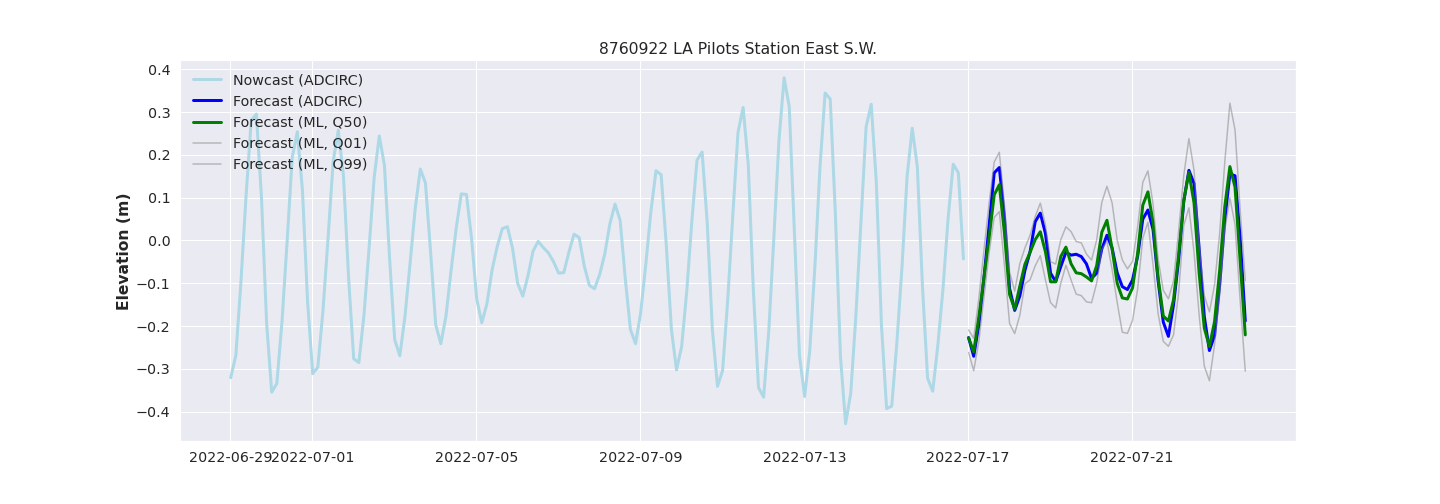 8760922 LA Pilots Station East S.W.
Elevation (m)
0.4
0.3
0.2
0.1
0.0
−0.1
−0.2
−0.3
−0.4
Nowcast (ADCIRC)
Forecast (ADCIRC)
Forecast (ML, Q50)
Forecast (ML, Q01)
Forecast (ML, Q99)
2022-06-29 2022-07-01 2022-07-05 2022-07-09 2022-07-13 2022-07-17 2022-07-21